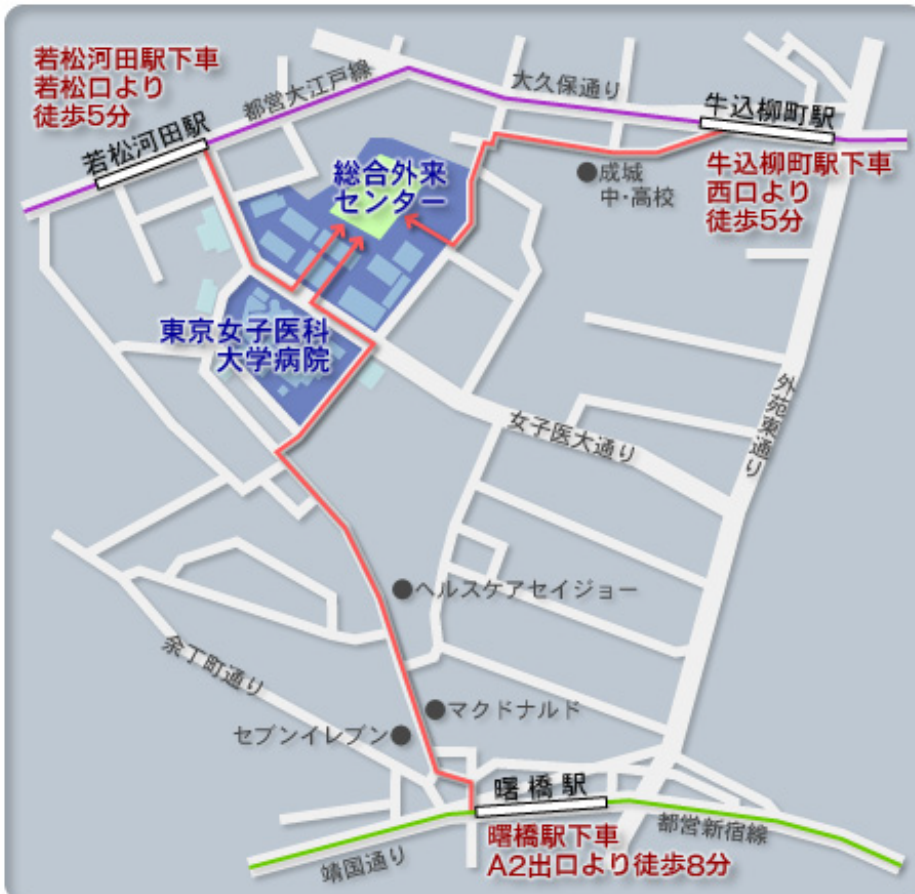 若松河田駅下車
若松口より
徒歩5分
都営大江戸線
若松河田駅
大久保通り
牛込柳町駅
牛込柳町駅下車
西口より
徒歩5分
成城
中・高校
総合外来
センター
東京女子医科
大学病院
外苑東通り
女子医大通り
ヘルスケアセイジョー
余丁町通り
マクドナルド
セブンイレブン
曙橋駅
都営新宿線
曙橋駅下車
A2出口より徒歩8分
靖国通り